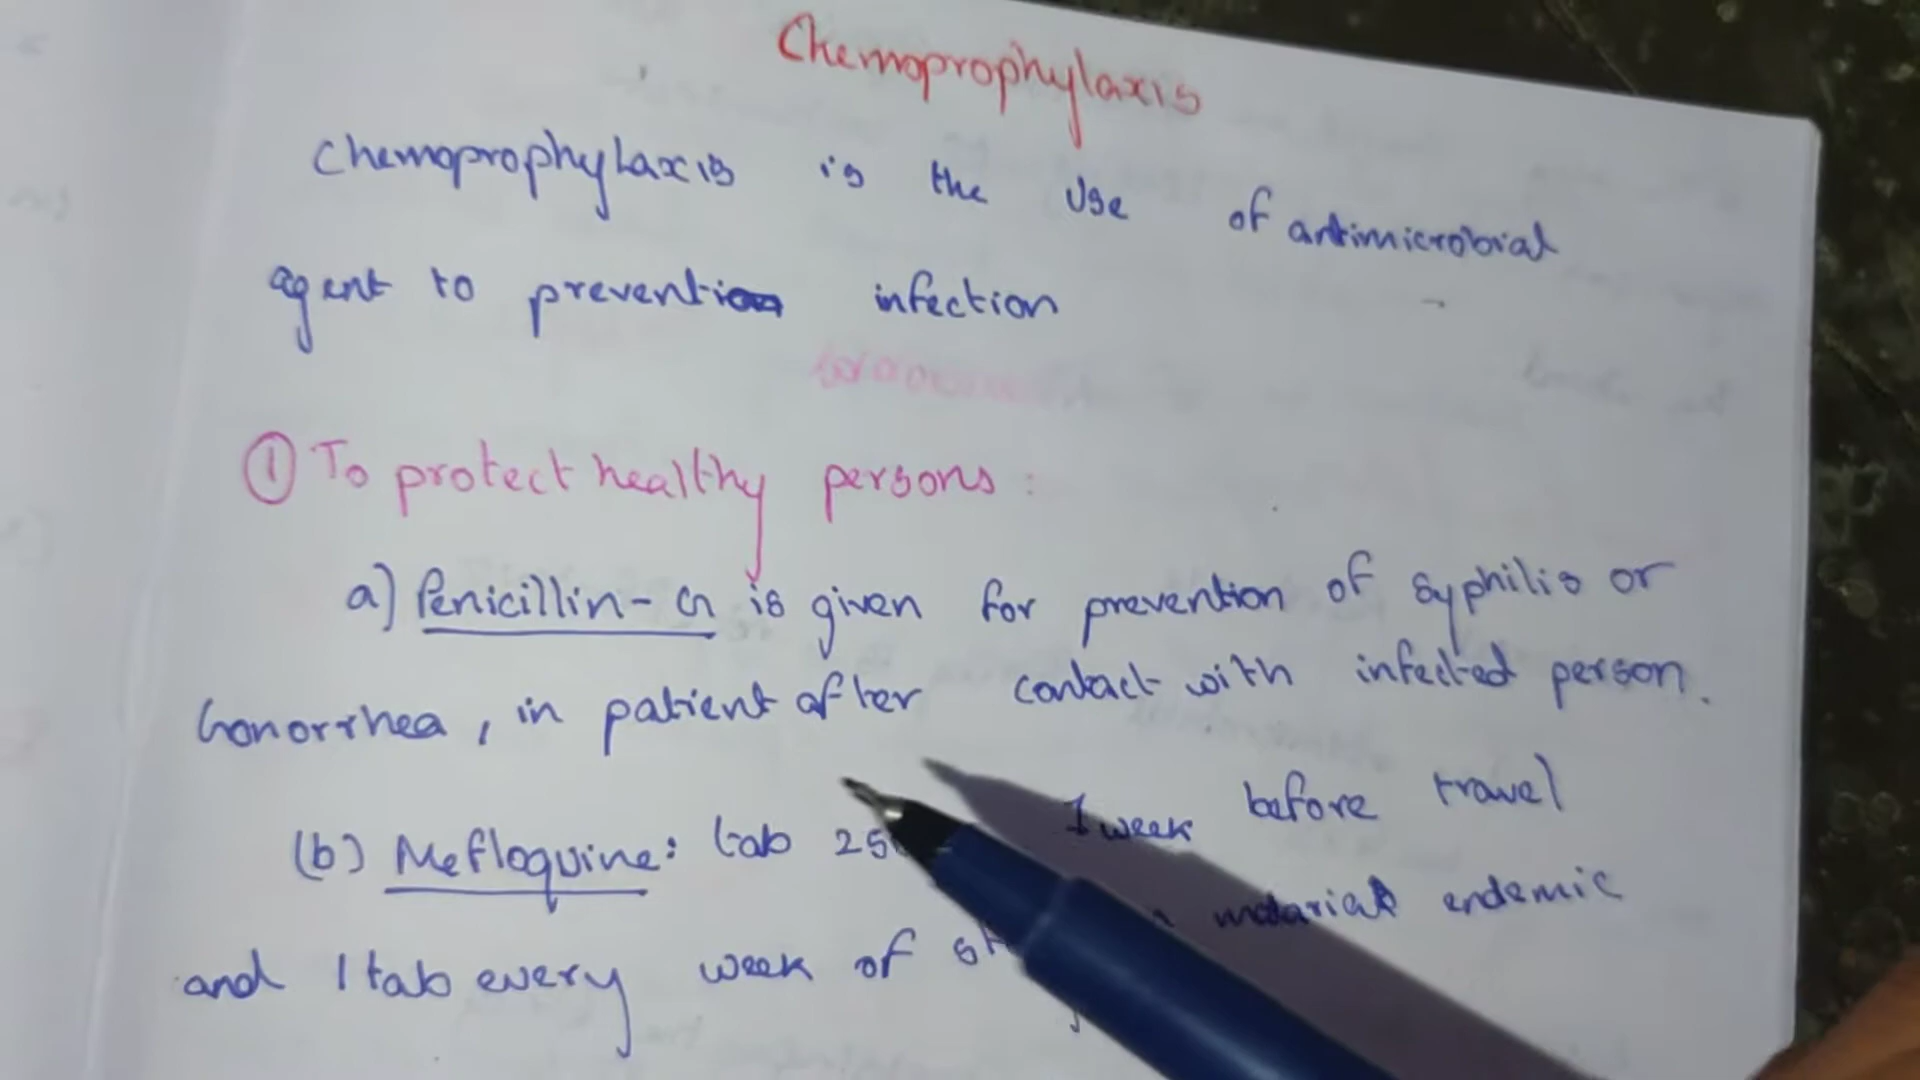 Chemoprophylaxis
Chemoprophylaxis is the use of antimicrobial
agent to prevention infection
① To protect healthy persons:
a) Penicillin-G is given for prevention of syphilis or
Gonorrhea, in patient after contact with infected person.
(b) Mefloquine: tab 25 1 week before travel
and 1 tab every week of malaria endemic